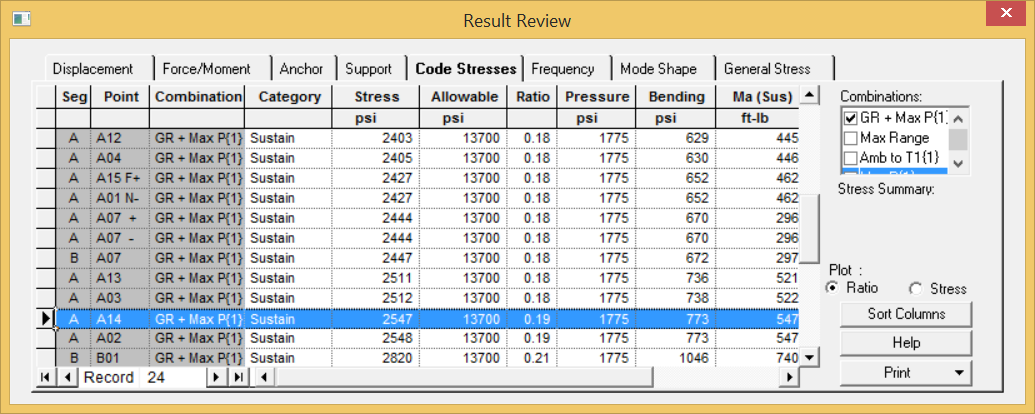 Result Review
Displacement Force/Moment Anchor Support Code Stresses Frequency Mode Shape General Stress
Seg Point Combination Category Stress Allowable Ratio Pressure Bending Ma (Sus)
psi psi psi psi ft-lb
A A12 GR + Max P{1} Sustain 2403 13700 0.18 1775 629 445
A A04 GR + Max P{1} Sustain 2405 13700 0.18 1775 630 446
A A15 F+ GR + Max P{1} Sustain 2427 13700 0.18 1775 652 462
A A01 N- GR + Max P{1} Sustain 2427 13700 0.18 1775 652 462
A A07 + GR + Max P{1} Sustain 2444 13700 0.18 1775 670 296
A A07 - GR + Max P{1} Sustain 2444 13700 0.18 1775 670 296
B A07 GR + Max P{1} Sustain 2447 13700 0.18 1775 672 297
A A13 GR + Max P{1} Sustain 2511 13700 0.18 1775 736 521
A A03 GR + Max P{1} Sustain 2512 13700 0.18 1775 738 522
A A14 GR + Max P{1} Sustain 2547 13700 0.19 1775 773 547
A A02 GR + Max P{1} Sustain 2548 13700 0.19 1775 773 547
B B01 GR + Max P{1} Sustain 2820 13700 0.21 1775 1046 740
Record 24
Combinations:
GR + Max P{1}
Max Range
Amb to T1{1}
Stress Summary:
Plot :
Ratio Stress
Sort Columns
Help
Print